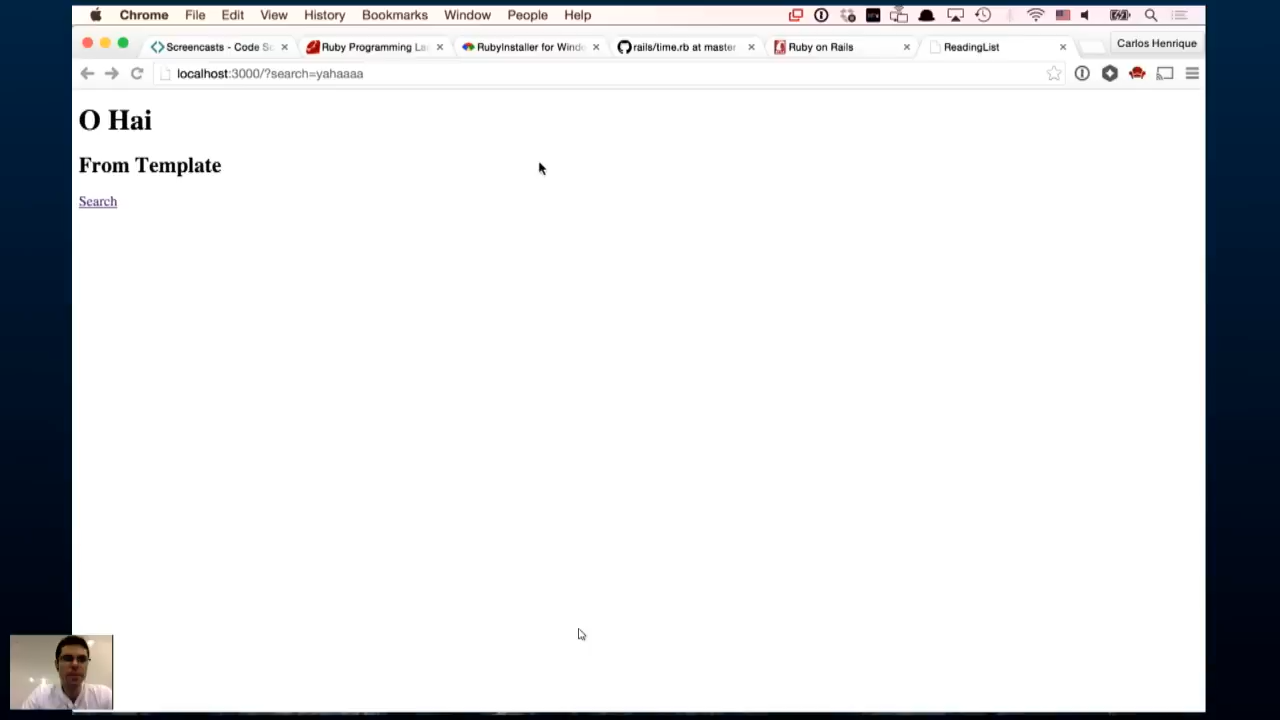 Chrome File Edit View History Bookmarks Window People Help
Screencasts - Code Sc Ruby Programming La RubyInstaller for Wind rails/time.rb at master Ruby on Rails ReadingList Carlos Henrique
localhost:3000/?search=yahaaaa
O Hai
From Template
Search